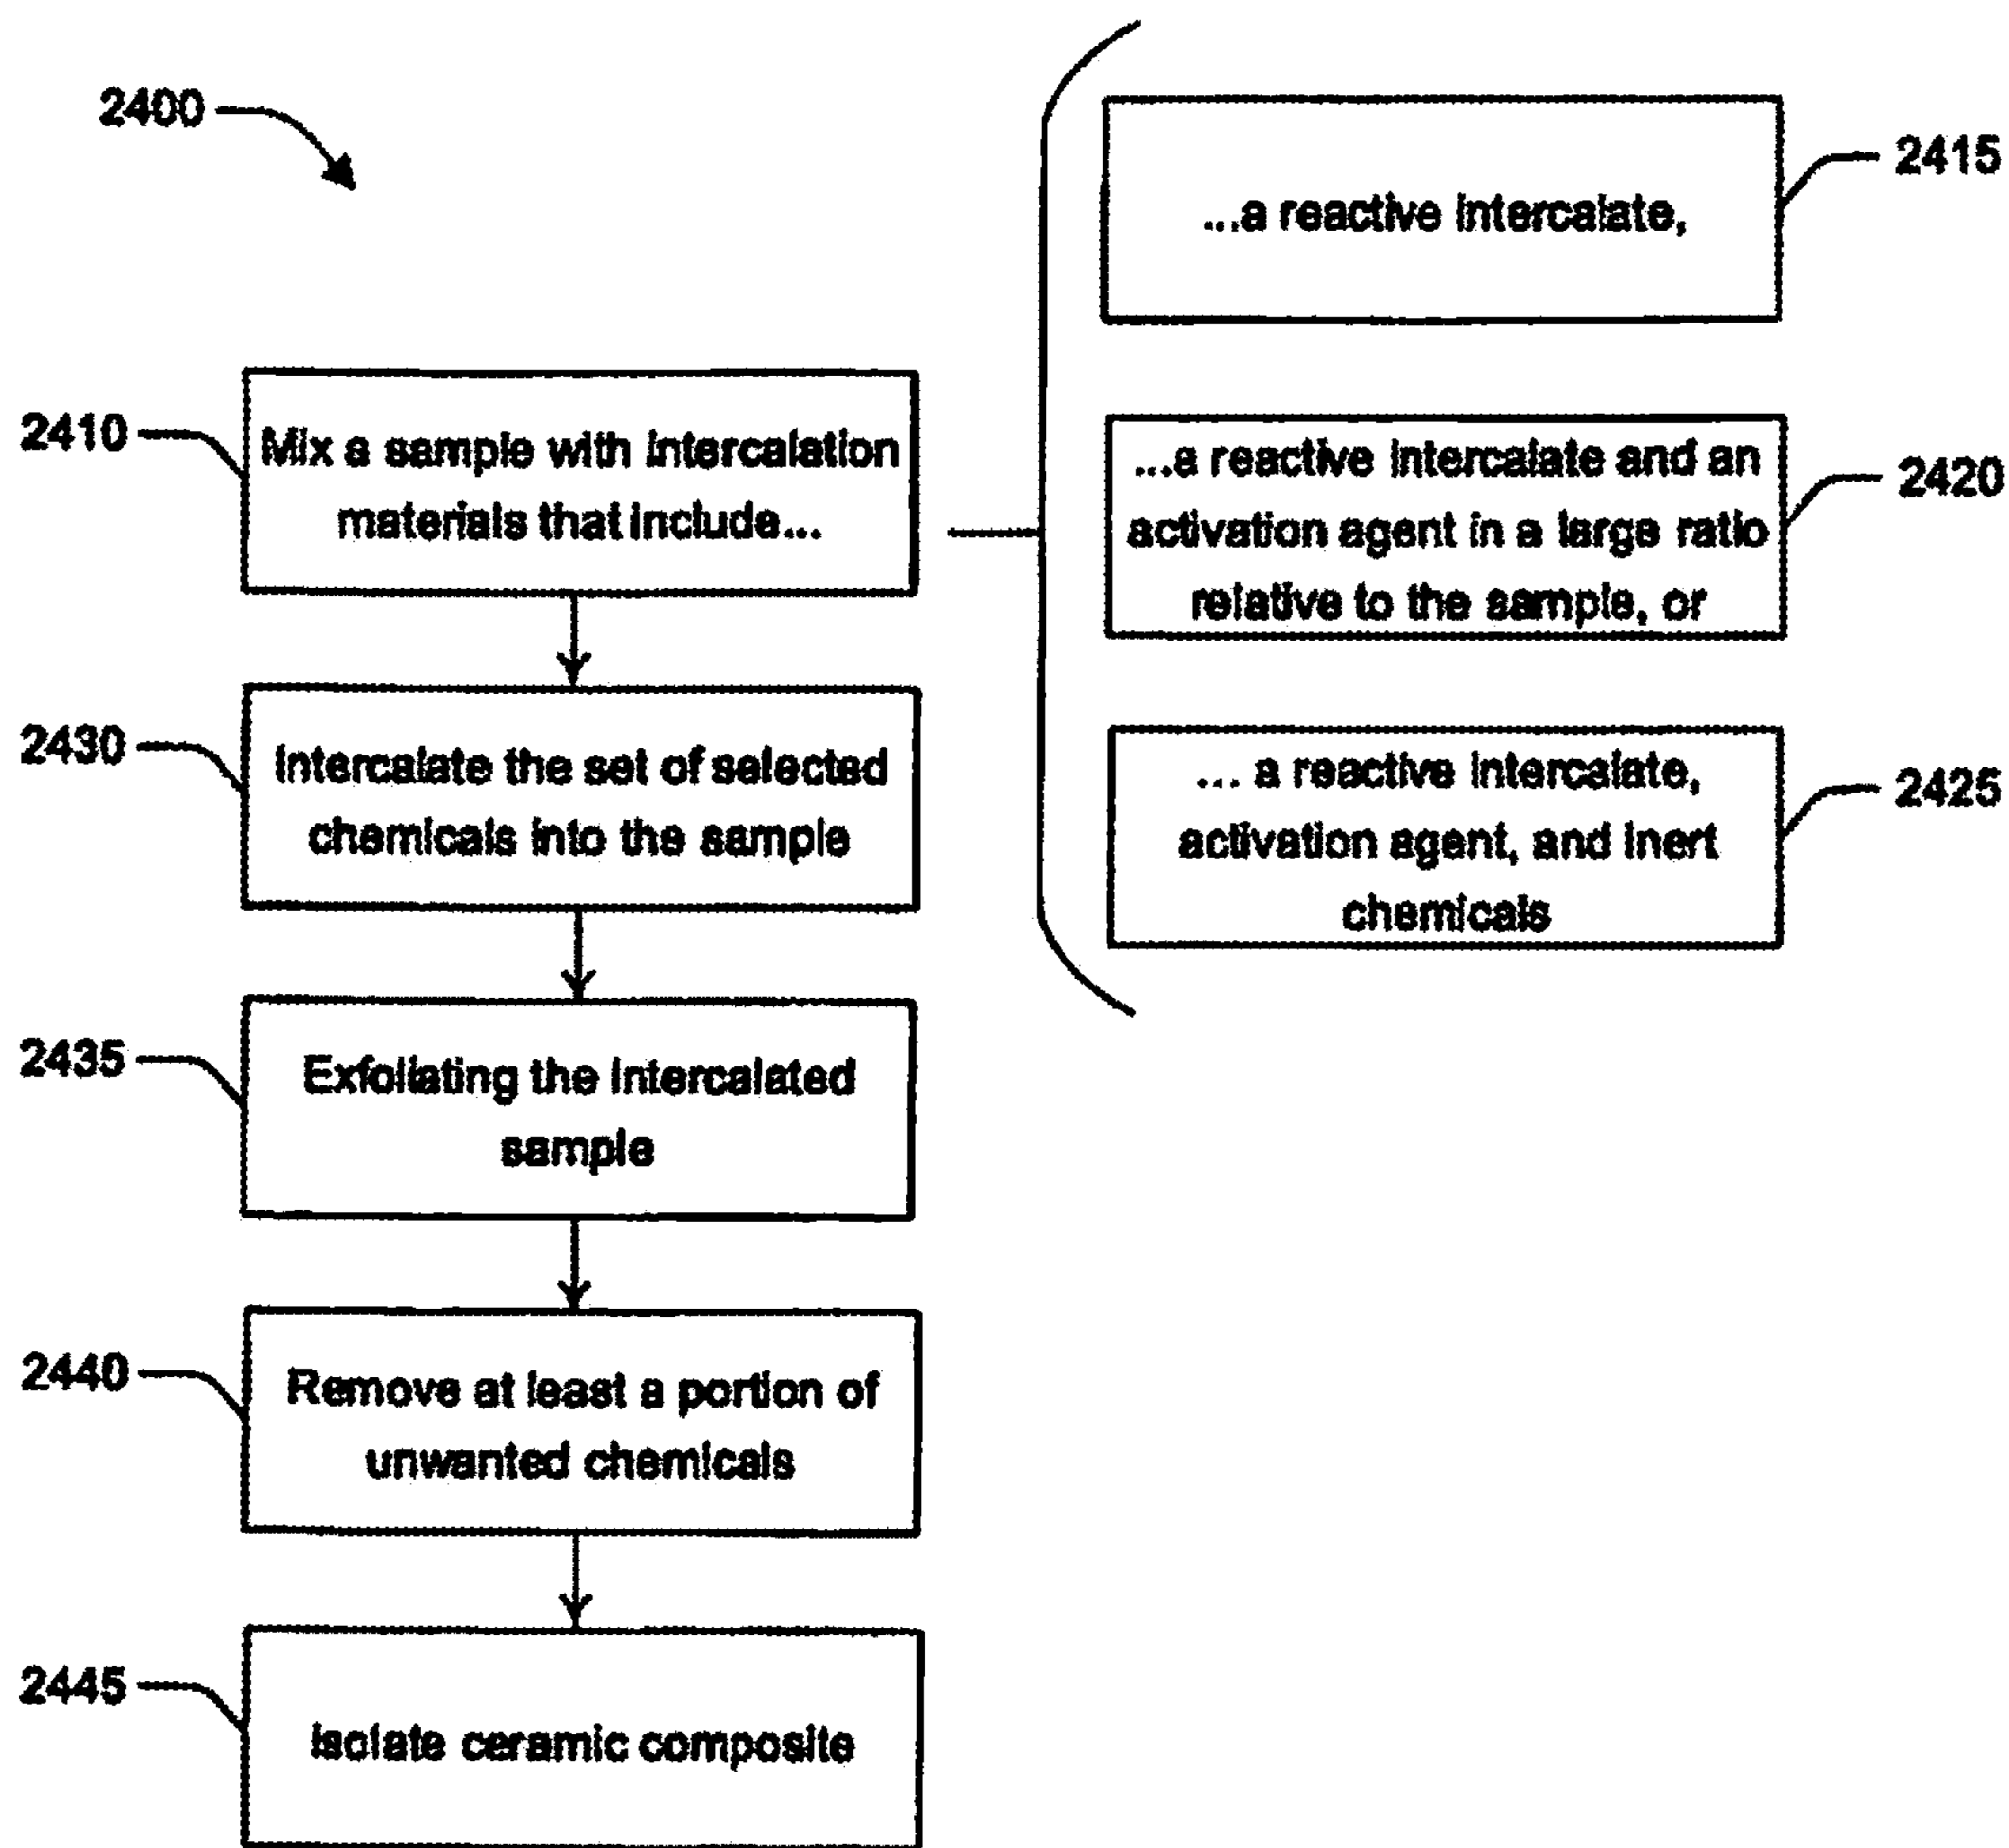 2400
2410
Mix a sample with intercalation
materials that include...
...a reactive intercalate,
2415
...a reactive intercalate and an
activation agent in a large ratio
relative to the sample, or
2420
... a reactive intercalate,
activation agent, and inert
chemicals
2425
2430
Intercalate the set of selected
chemicals into the sample
2435
Exfoliating the intercalated
sample
2440
Remove at least a portion of
unwanted chemicals
2445
Isolate ceramic composite